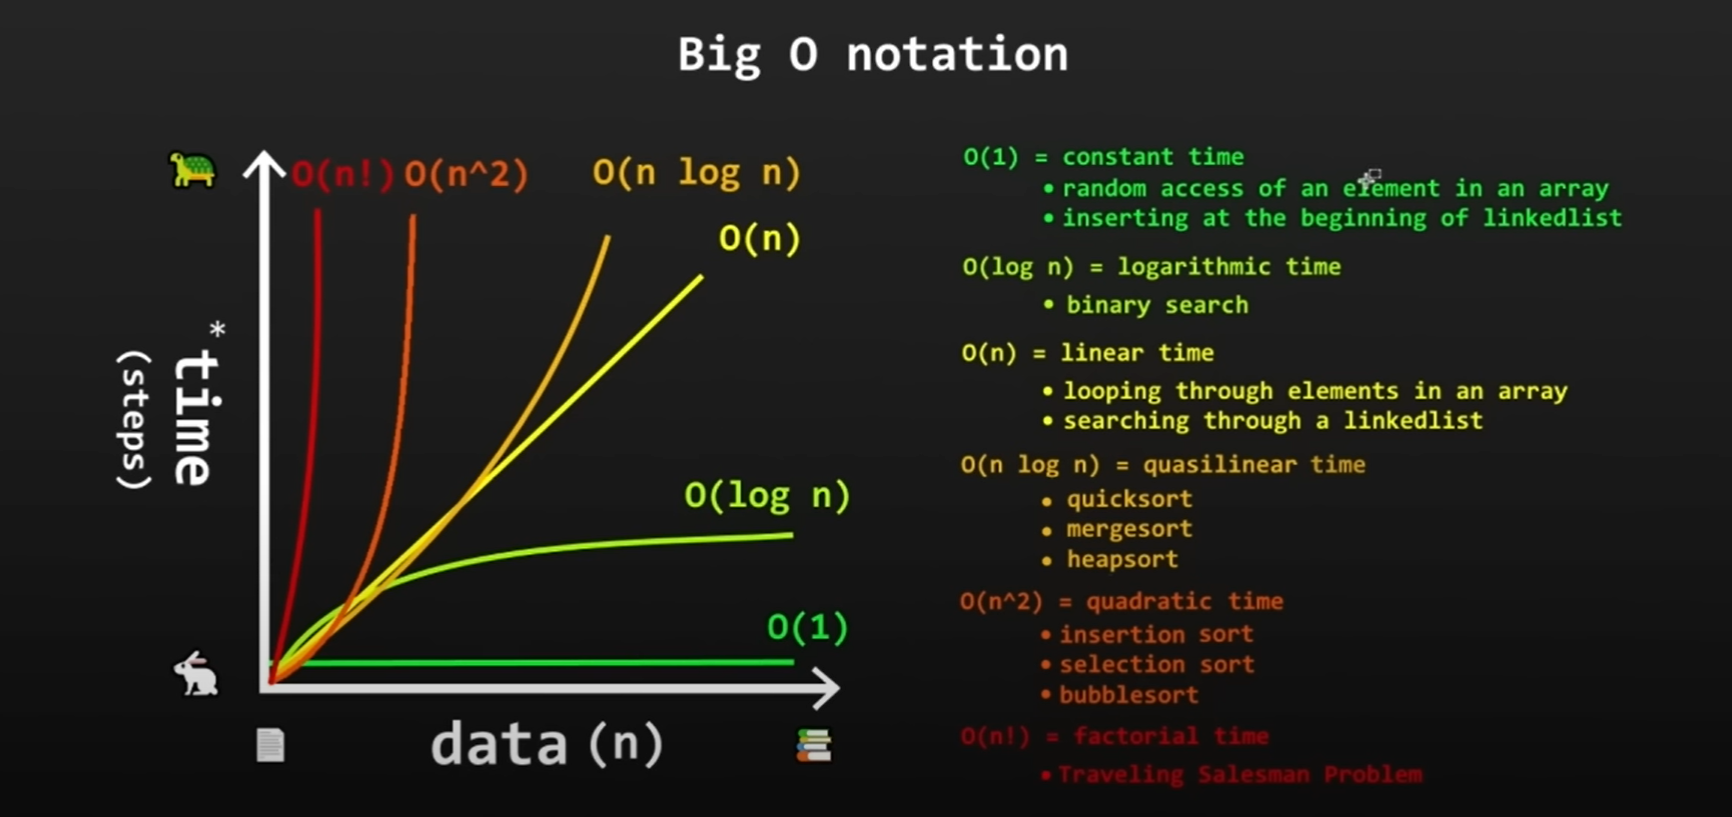 Big O notation
O(n!)
O(n^2)
O(n log n)
O(n)
O(log n)
O(1)
*time
(steps)
data (n)
O(1) = constant time
• random access of an element in an array
• inserting at the beginning of linkedlist
O(log n) = logarithmic time
• binary search
O(n) = linear time
• looping through elements in an array
• searching through a linkedlist
O(n log n) = quasilinear time
• quicksort
• mergesort
• heapsort
O(n^2) = quadratic time
• insertion sort
• selection sort
• bubblesort
O(n!) = factorial time
• Traveling Salesman Problem